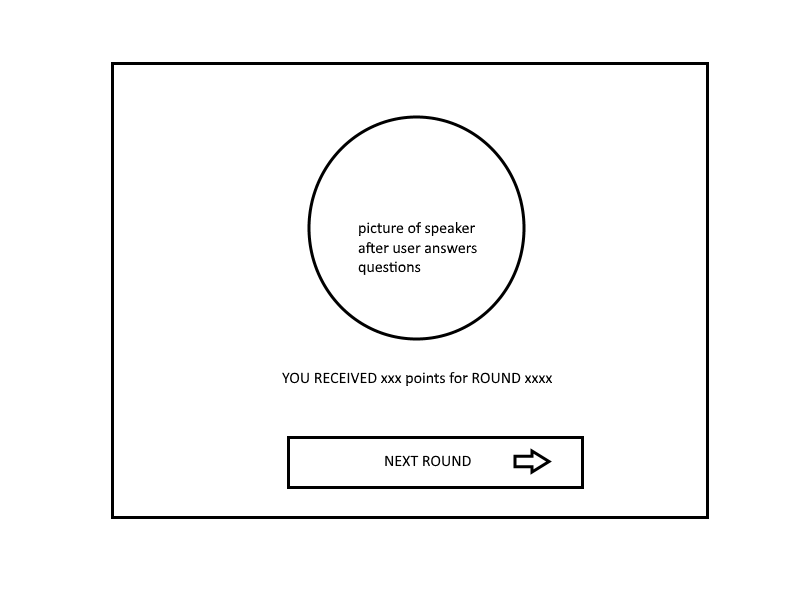 picture of speaker
after user answers
questions
YOU RECEIVED xxx points for ROUND xxxx
NEXT ROUND